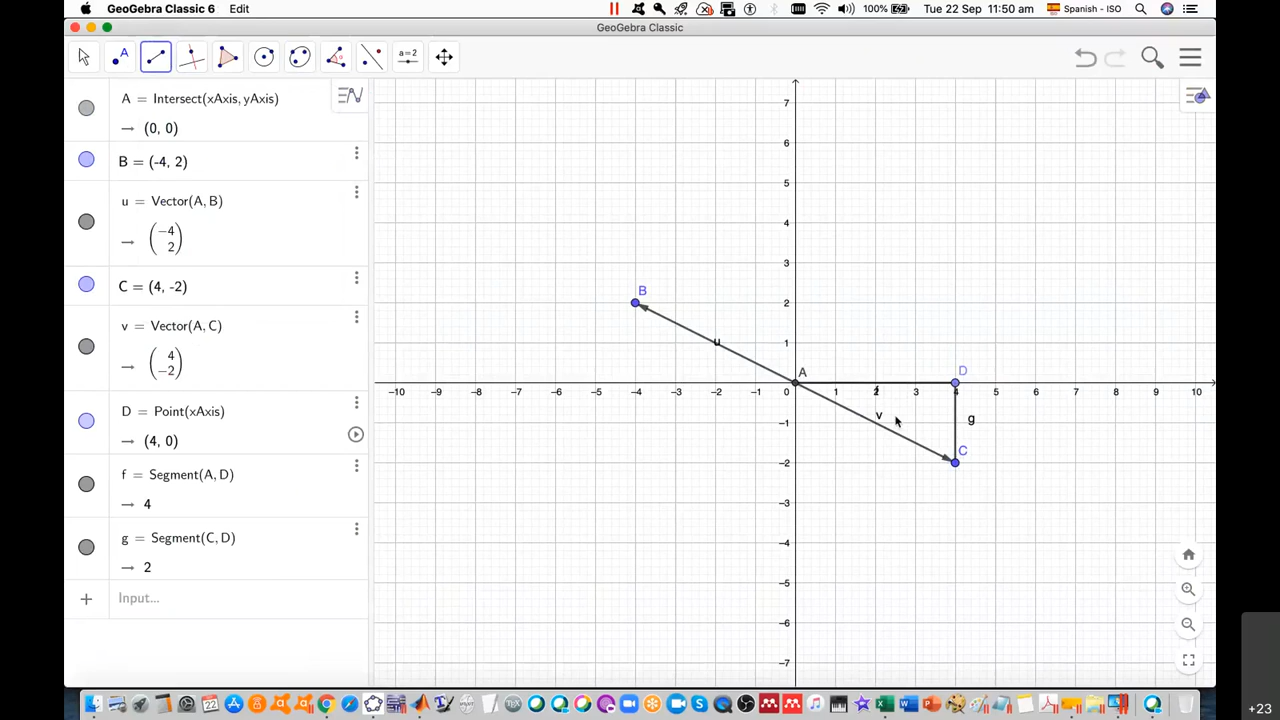 GeoGebra Classic 6 Edit 100% Tue 22 Sep 11:50 am Spanish - ISO
GeoGebra Classic
A a=2
A = Intersect(xAxis, yAxis)
→ (0, 0)
B = (-4, 2)
u = Vector(A, B)
→ (−4
2)
C = (4, -2)
v = Vector(A, C)
→ (4
−2)
D = Point(xAxis)
→ (4, 0)
f = Segment(A, D)
→ 4
g = Segment(C, D)
→ 2
+ Input...
7
6
5
4
3
B
2
u 1
A D
-10 -9 -8 -7 -6 -5 -4 -3 -2 -1 0 1 2 3 4 5 6 7 8 9 10
v g
-1
C
-2
-3
-4
-5
-6
-7
+23